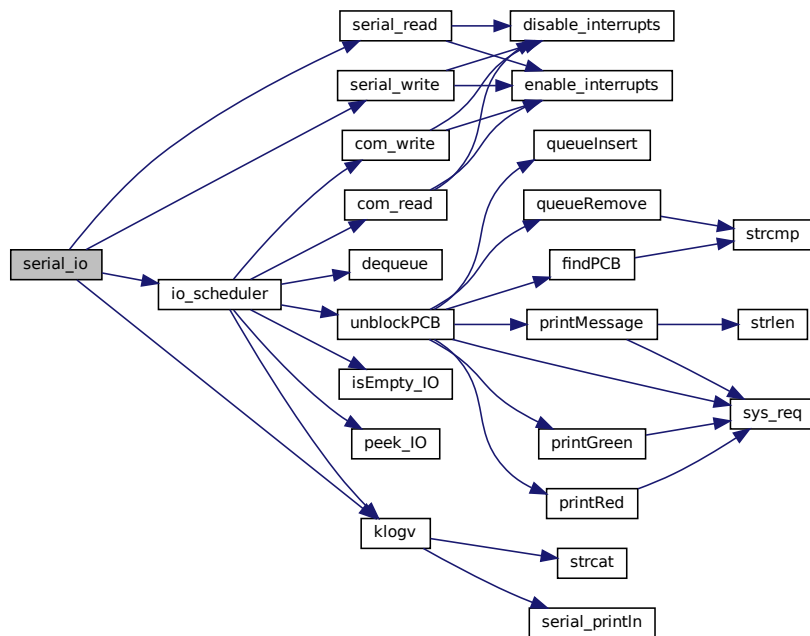 serial_io
serial_read
serial_write
io_scheduler
klogv
com_write
com_read
dequeue
unblockPCB
isEmpty_IO
peek_IO
disable_interrupts
enable_interrupts
queueInsert
queueRemove
findPCB
printMessage
printGreen
printRed
strcat
serial_println
strcmp
strlen
sys_req